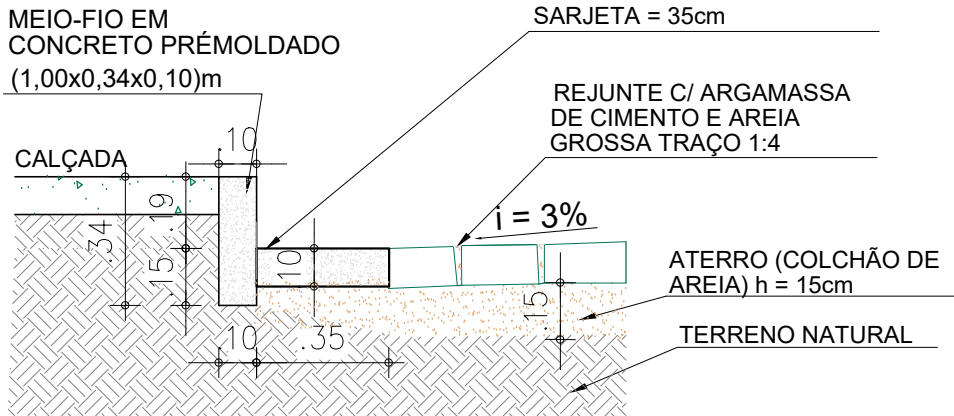 MEIO-FIO EM
CONCRETO PRÉMOLDADO
(1,00x0,34x0,10)m
SARJETA = 35cm
REJUNTE C/ ARGAMASSA
DE CIMENTO E AREIA
GROSSA TRAÇO 1:4
.10
CALÇADA
.34
.19
.15
.10
i = 3%
.15
ATERRO (COLCHÃO DE
AREIA) h = 15cm
TERRENO NATURAL
.10
.35